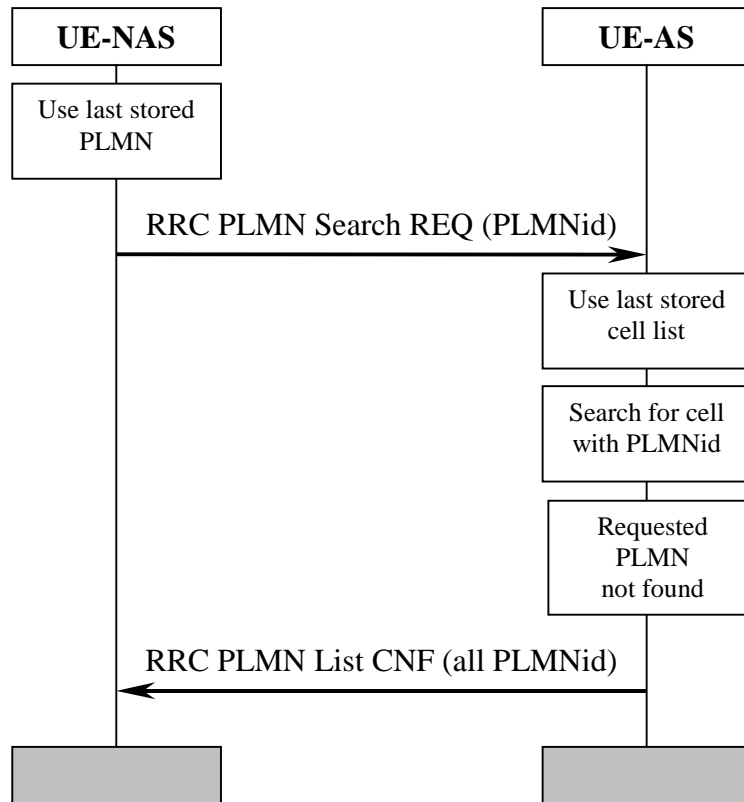 UE-NAS
UE-AS
Use last stored
PLMN
RRC PLMN Search REQ (PLMNid)
Use last stored
cell list
Search for cell
with PLMNid
Requested
PLMN
not found
RRC PLMN List CNF (all PLMNid)